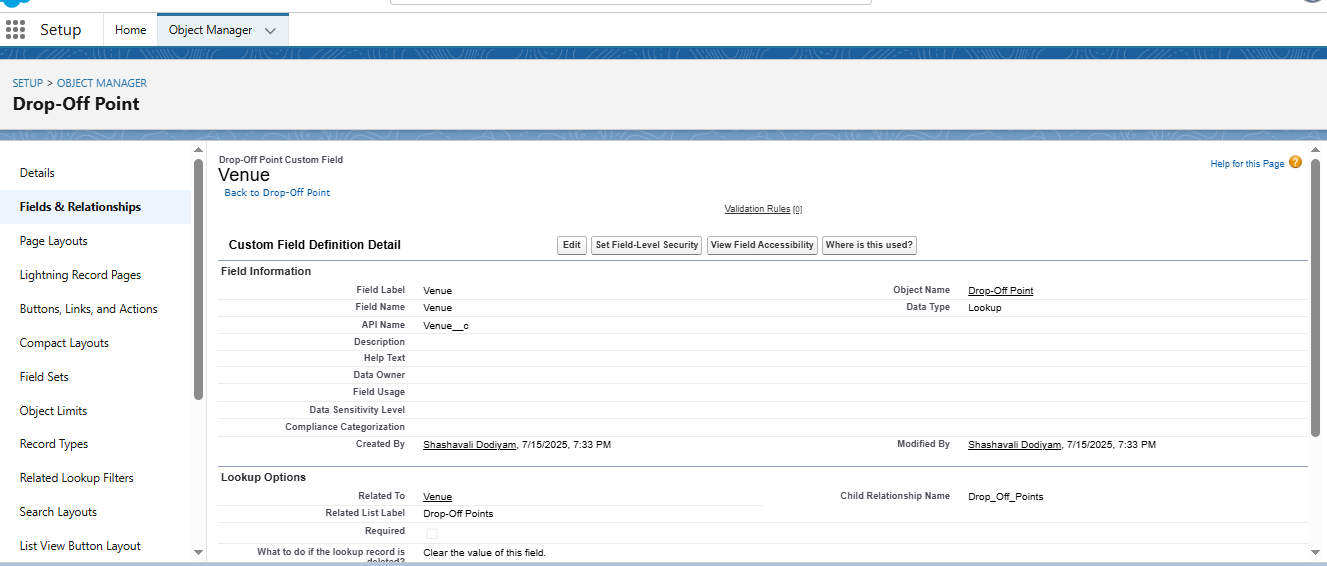 Setup
Home
Object Manager
SETUP > OBJECT MANAGER
Drop-Off Point
Details
Fields & Relationships
Page Layouts
Lightning Record Pages
Buttons, Links, and Actions
Compact Layouts
Field Sets
Object Limits
Record Types
Related Lookup Filters
Search Layouts
List View Button Layout
Drop-Off Point Custom Field
Venue
Back to Drop-Off Point
Help for this Page
Validation Rules [0]
Custom Field Definition Detail
Edit
Set Field-Level Security
View Field Accessibility
Where is this used?
Field Information
Field Label Venue Object Name Drop-Off Point
Field Name Venue Data Type Lookup
API Name Venue__c
Description
Help Text
Data Owner
Field Usage
Data Sensitivity Level
Compliance Categorization
Created By Shashavali Dodiyam, 7/15/2025, 7:33 PM Modified By Shashavali Dodiyam, 7/15/2025, 7:33 PM
Lookup Options
Related To Venue Child Relationship Name Drop_Off_Points
Related List Label Drop-Off Points
Required
What to do if the lookup record is deleted? Clear the value of this field.